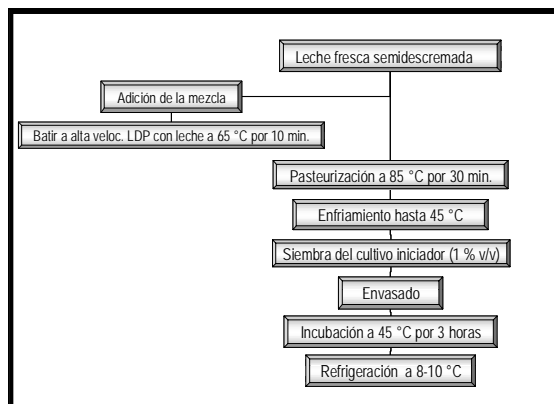 Leche fresca semidescremada
Adición de la mezcla
Batir a alta veloc. LDP con leche a 65 °C por 10 min.
Pasteurización a 85 °C por 30 min.
Enfriamiento hasta 45 °C
Siembra del cultivo iniciador (1 % v/v)
Envasado
Incubación a 45 °C por 3 horas
Refrigeración a 8-10 °C